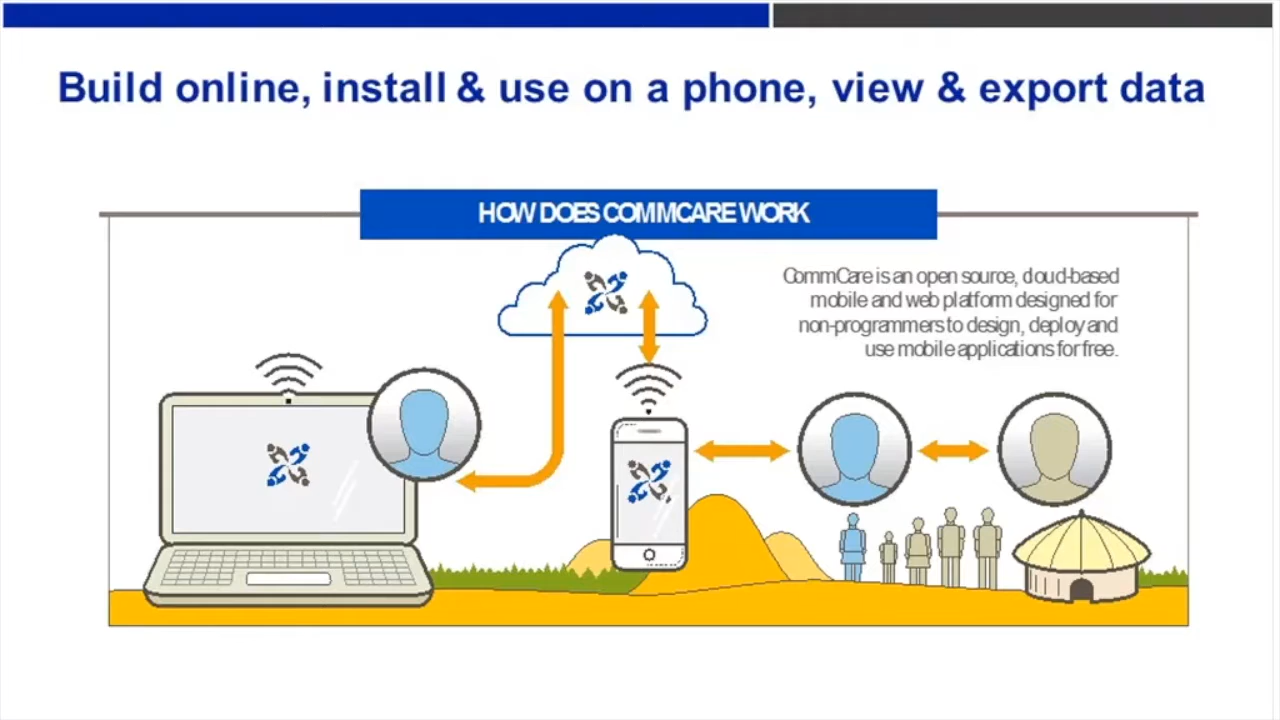 Build online, install & use on a phone, view & export data
HOW DOES COMMCARE WORK
CommCare is an open source, cloud-based
mobile and web platform designed for
non-programmers to design, deploy and
use mobile applications for free.